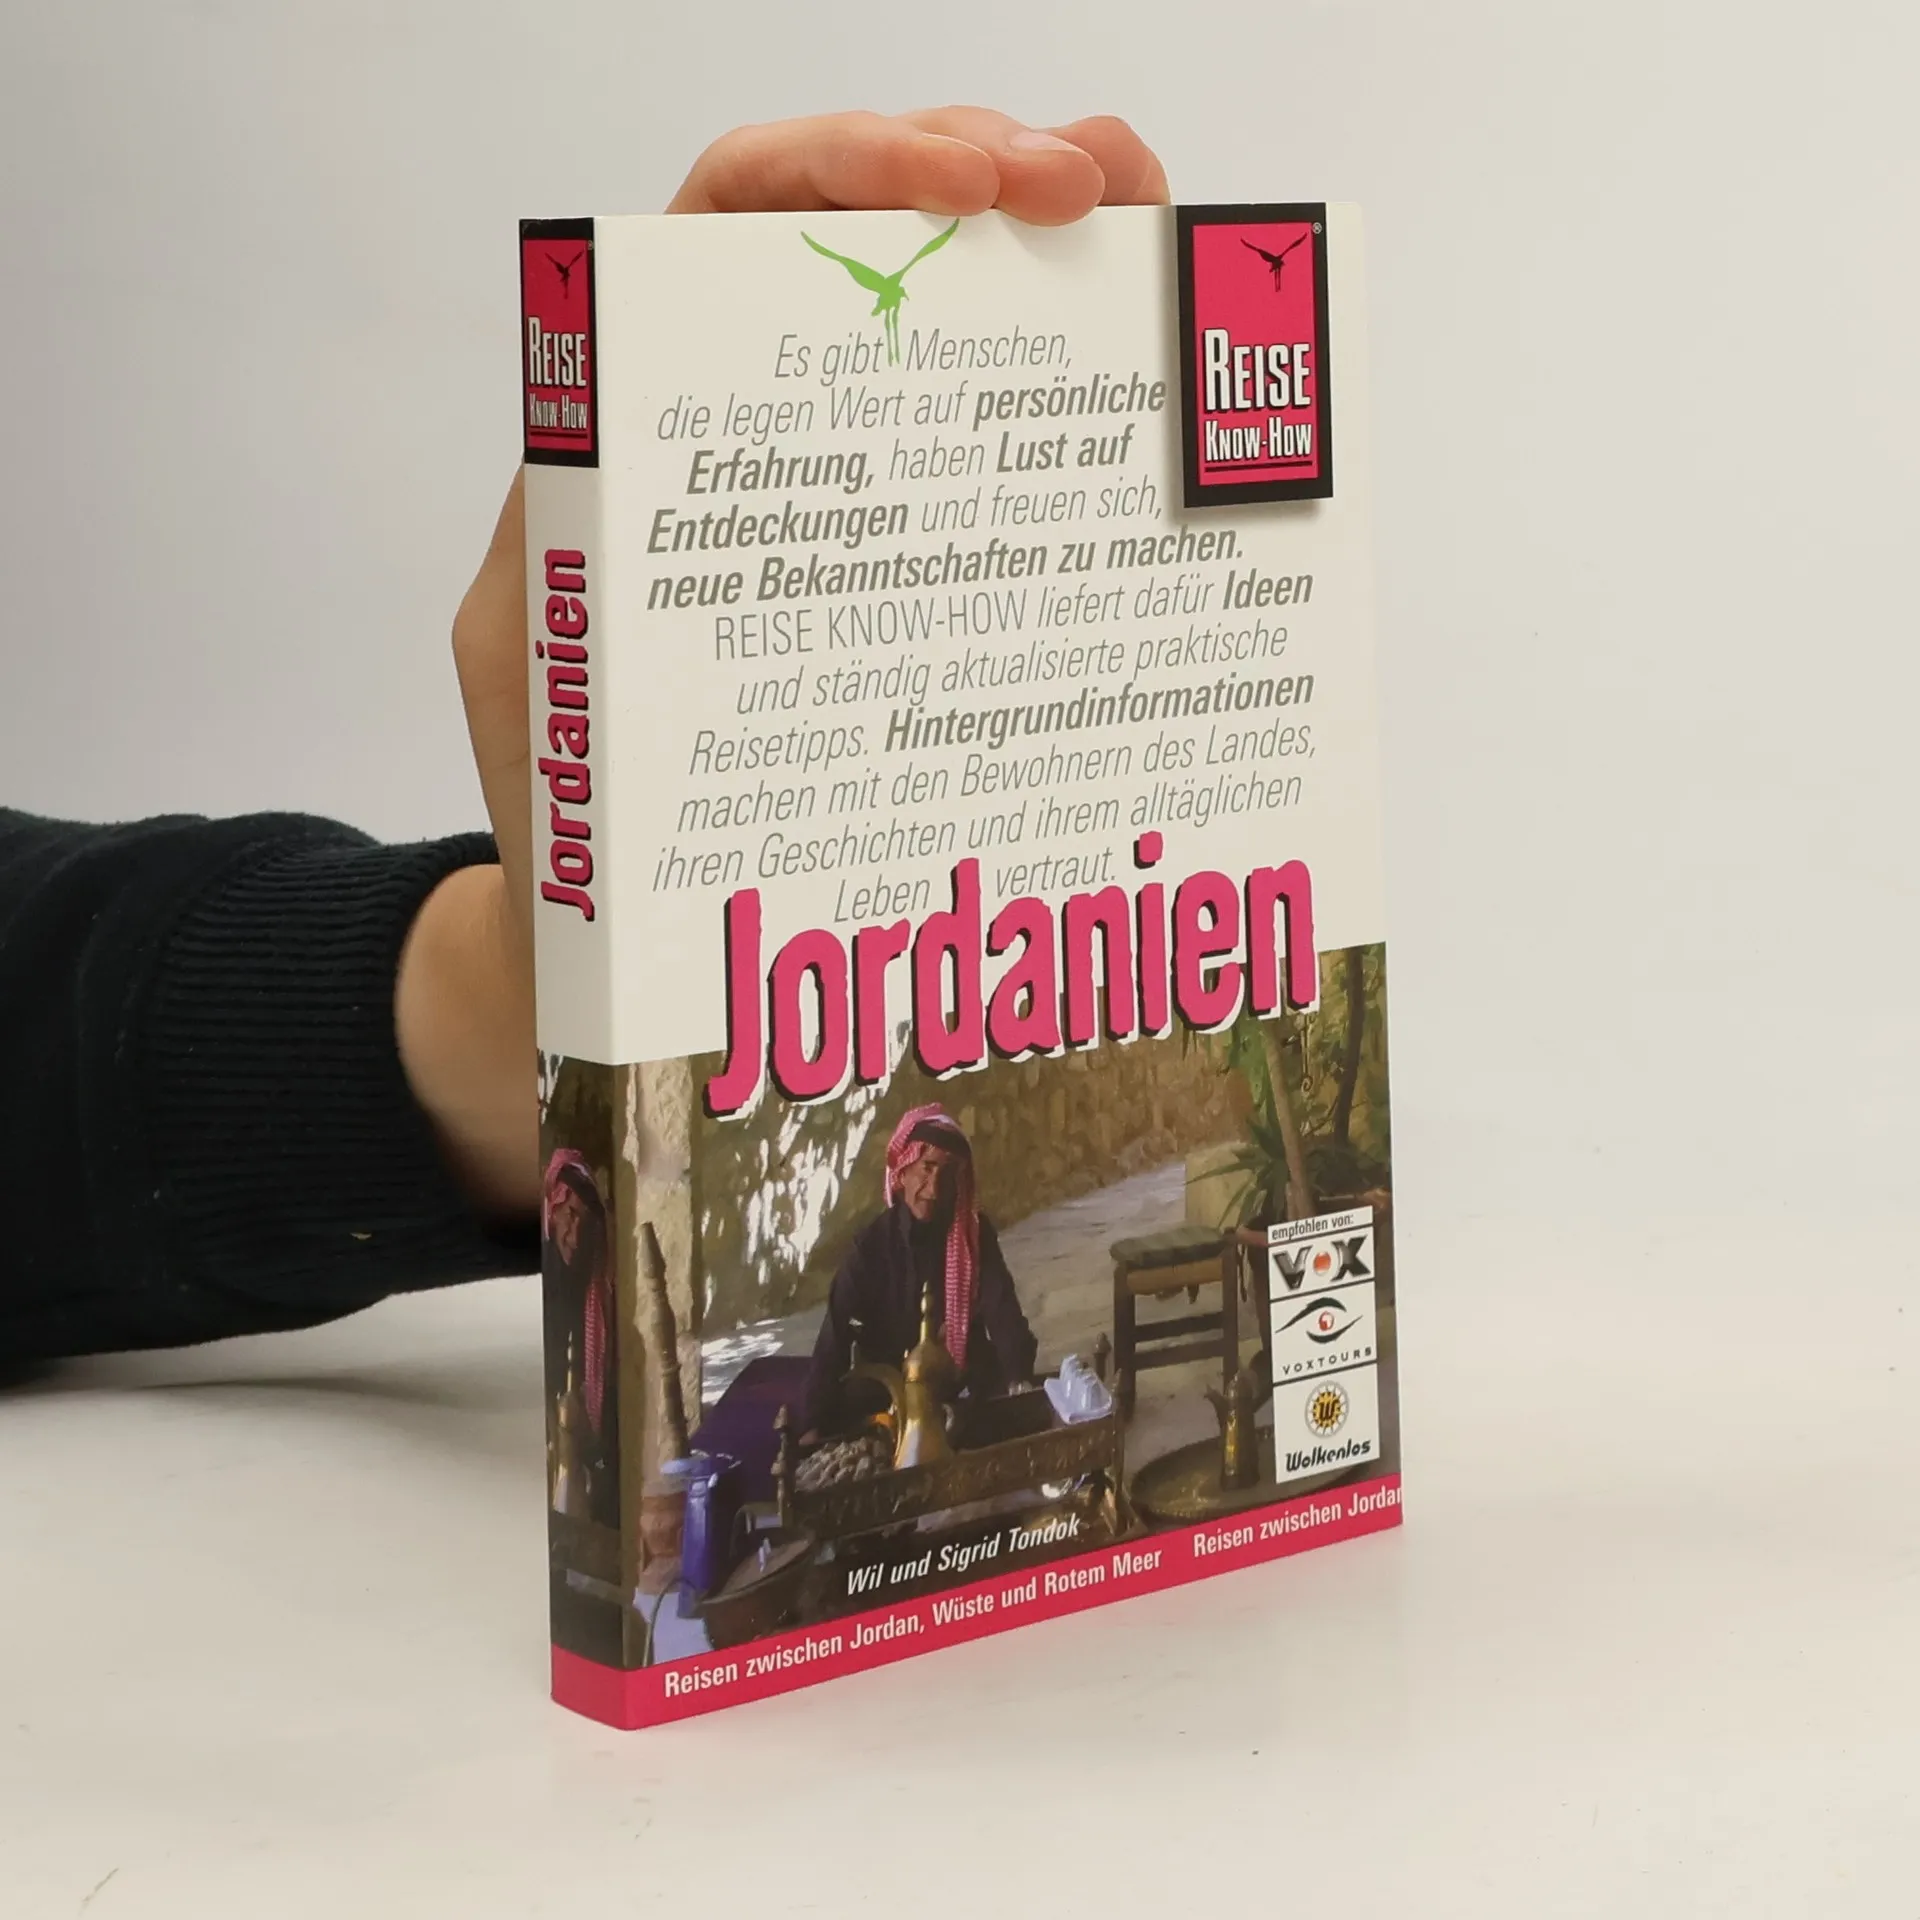 REISE
KNOW-HOW
Jordanien
Es gibt Menschen,
die legen Wert auf persönliche
Erfahrung, haben Lust auf
Entdeckungen und freuen sich,
neue Bekanntschaften zu machen.
REISE KNOW-HOW liefert dafür Ideen
und ständig aktualisierte praktische
Reisetipps. Hintergrundinformationen
machen mit den Bewohnern des Landes,
ihren Geschichten und ihrem alltäglichen
Leben vertraut.
®
REISE
KNOW-HOW
Jordanien
empfohlen von:
VOX
VOXTOURS
W
Wolkenlos
Wil und Sigrid Tondok
Reisen zwischen Jordan, Wüste und Rotem Meer Reisen zwischen Jordan